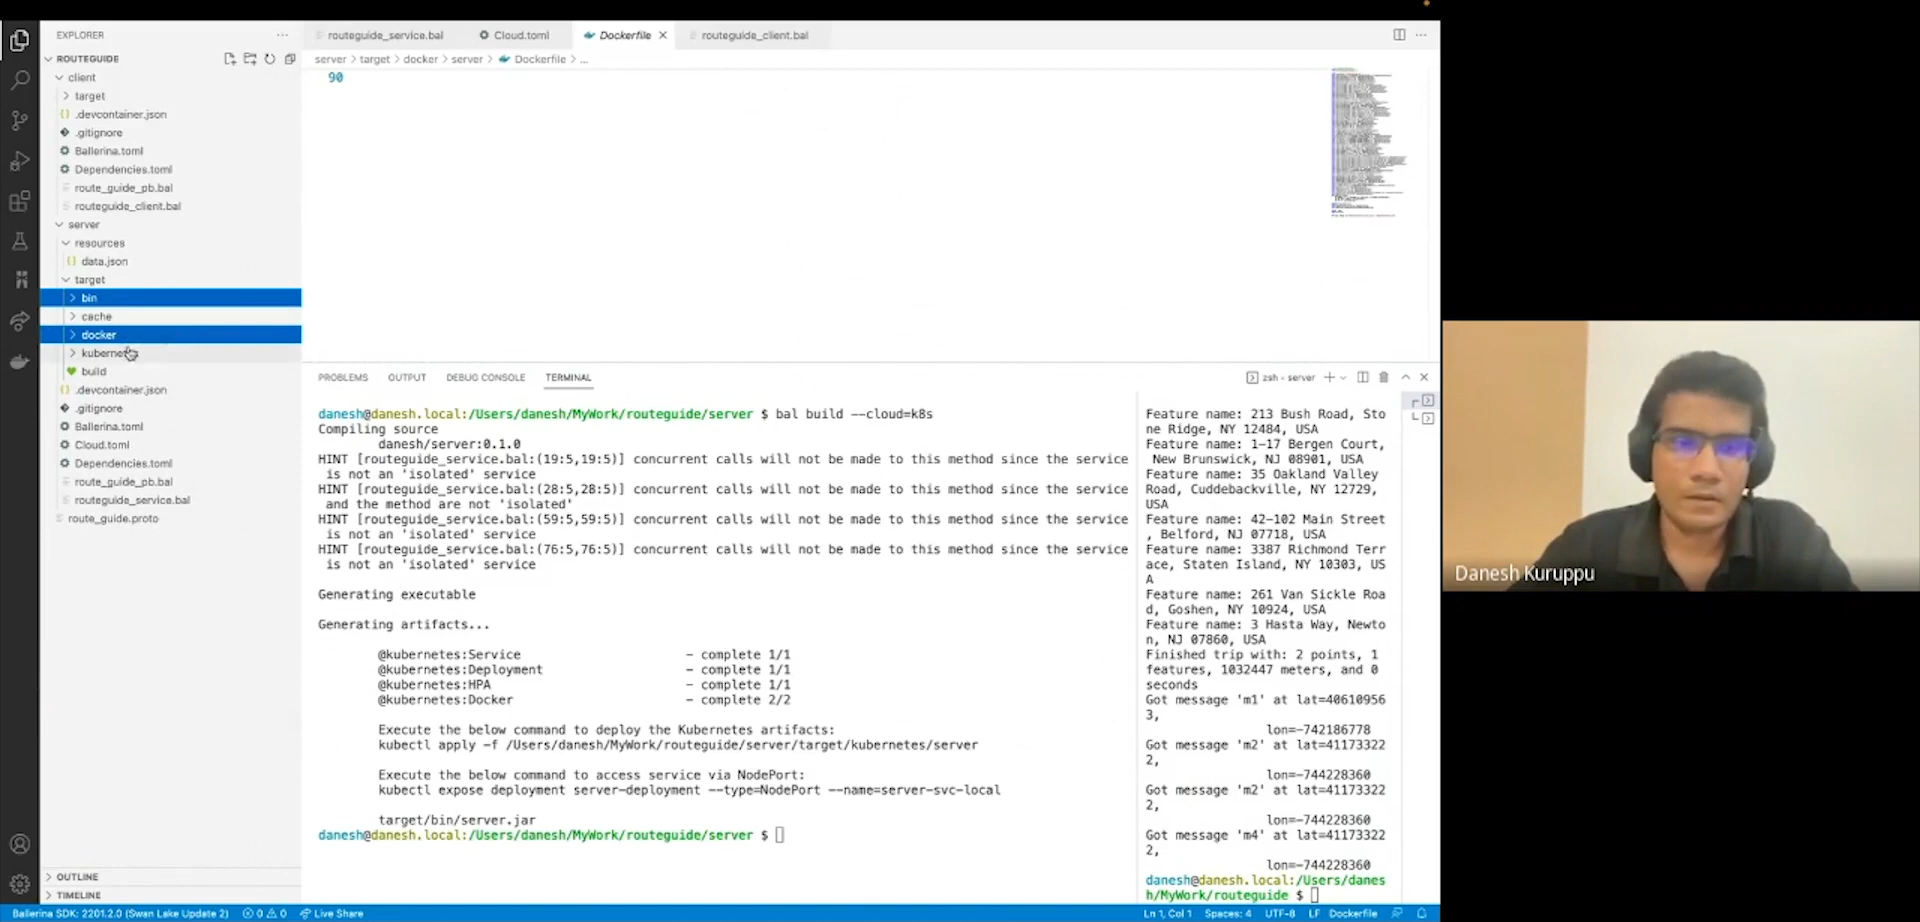 EXPLORER
ROUTEGUIDE
client
target
.devcontainer.json
.gitignore
Ballerina.toml
Dependencies.toml
route_guide_pb.bal
routeguide_client.bal
server
resources
data.json
target
bin
cache
docker
build
.devcontainer.json
.gitignore
Ballerina.toml
Cloud.toml
Dependencies.toml
route_guide_pb.bal
routeguide_service.bal
route_guide.proto
OUTLINE
TIMELINE
routeguide_service.bal Cloud.toml Dockerfile routeguide_client.bal
server > target > docker > server > Dockerfile > ...
90
PROBLEMS OUTPUT DEBUG CONSOLE TERMINAL
zsh - server
danesh@danesh.local:/Users/danesh/MyWork/routeguide/server $ bal build --cloud=k8s
Compiling source
danesh/server:0.1.0
HINT [routeguide_service.bal:(19:5,19:5)] concurrent calls will not be made to this method since the service
is not an 'isolated' service
HINT [routeguide_service.bal:(28:5,28:5)] concurrent calls will not be made to this method since the service
and the method are not 'isolated'
HINT [routeguide_service.bal:(59:5,59:5)] concurrent calls will not be made to this method since the service
is not an 'isolated' service
HINT [routeguide_service.bal:(76:5,76:5)] concurrent calls will not be made to this method since the service
is not an 'isolated' service
Generating executable
Generating artifacts...
@kubernetes:Service - complete 1/1
@kubernetes:Deployment - complete 1/1
@kubernetes:HPA - complete 1/1
@kubernetes:Docker - complete 2/2
Execute the below command to deploy the Kubernetes artifacts:
kubectl apply -f /Users/danesh/MyWork/routeguide/server/target/kubernetes/server
Execute the below command to access service via NodePort:
kubectl expose deployment server-deployment --type=NodePort --name=server-svc-local
target/bin/server.jar
danesh@danesh.local:/Users/danesh/MyWork/routeguide/server $
Feature name: 213 Bush Road, Sto
ne Ridge, NY 12484, USA
Feature name: 1-17 Bergen Court,
New Brunswick, NJ 08901, USA
Feature name: 35 Oakland Valley
Road, Cuddebackville, NY 12729,
USA
Feature name: 42-102 Main Street
, Belford, NJ 07718, USA
Feature name: 3387 Richmond Terr
ace, Staten Island, NY 10303, US
A
Feature name: 261 Van Sickle Roa
d, Goshen, NY 10924, USA
Feature name: 3 Hasta Way, Newto
n, NJ 07860, USA
Finished trip with: 2 points, 1
features, 1032447 meters, and 0
seconds
Got message 'm1' at lat=40610956
3,
lon=-742186778
Got message 'm2' at lat=41173322
2,
lon=-744228360
Got message 'm2' at lat=41173322
2,
lon=-744228360
Got message 'm4' at lat=41173322
2,
lon=-744228360
danesh@danesh.local:/Users/danes
h/MyWork/routeguide $
Ballerina SDK: 2201.2.0 (Swan Lake Update 2) 0 0 Live Share
Ln 1, Col 1 Spaces: 4 UTF-8 LF Dockerfile
Danesh Kuruppu